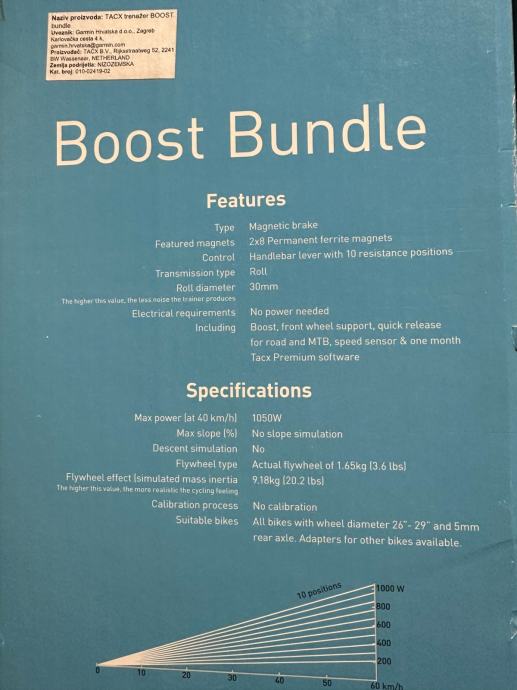 Naziv proizvoda: TACX trenažer BOOST
bundle
Uvoznik: Garmin Hrvatska d.o.o., Zagreb
Karlovačka cesta 4 k,
garmin.hrvatska@garmin.com
Proizvođač: TACX B.V., Rijksstraatweg 52, 2241
BW Wassenaar, NETHERLAND
Zemlja podrijetla: NIZOZEMSKA
Kat. broj: 010-02419-02
Boost Bundle
Features
Type Magnetic brake
Featured magnets 2x8 Permanent ferrite magnets
Control Handlebar lever with 10 resistance positions
Transmission type Roll
Roll diameter 30mm
The higher this value, the less noise the trainer produces
Electrical requirements No power needed
Including Boost, front wheel support, quick release
for road and MTB, speed sensor & one month
Tacx Premium software
Specifications
Max power (at 40 km/h) 1050W
Max slope (%) No slope simulation
Descent simulation No
Flywheel type Actual flywheel of 1.65kg (3.6 lbs)
Flywheel effect (simulated mass inertia 9.18kg (20.2 lbs)
The higher this value, the more realistic the cycling feeling
Calibration process No calibration
Suitable bikes All bikes with wheel diameter 26”- 29” and 5mm
rear axle. Adapters for other bikes available.
10 positions
1000 W
800
600
400
200
0 10 20 30 40 50 60 km/h